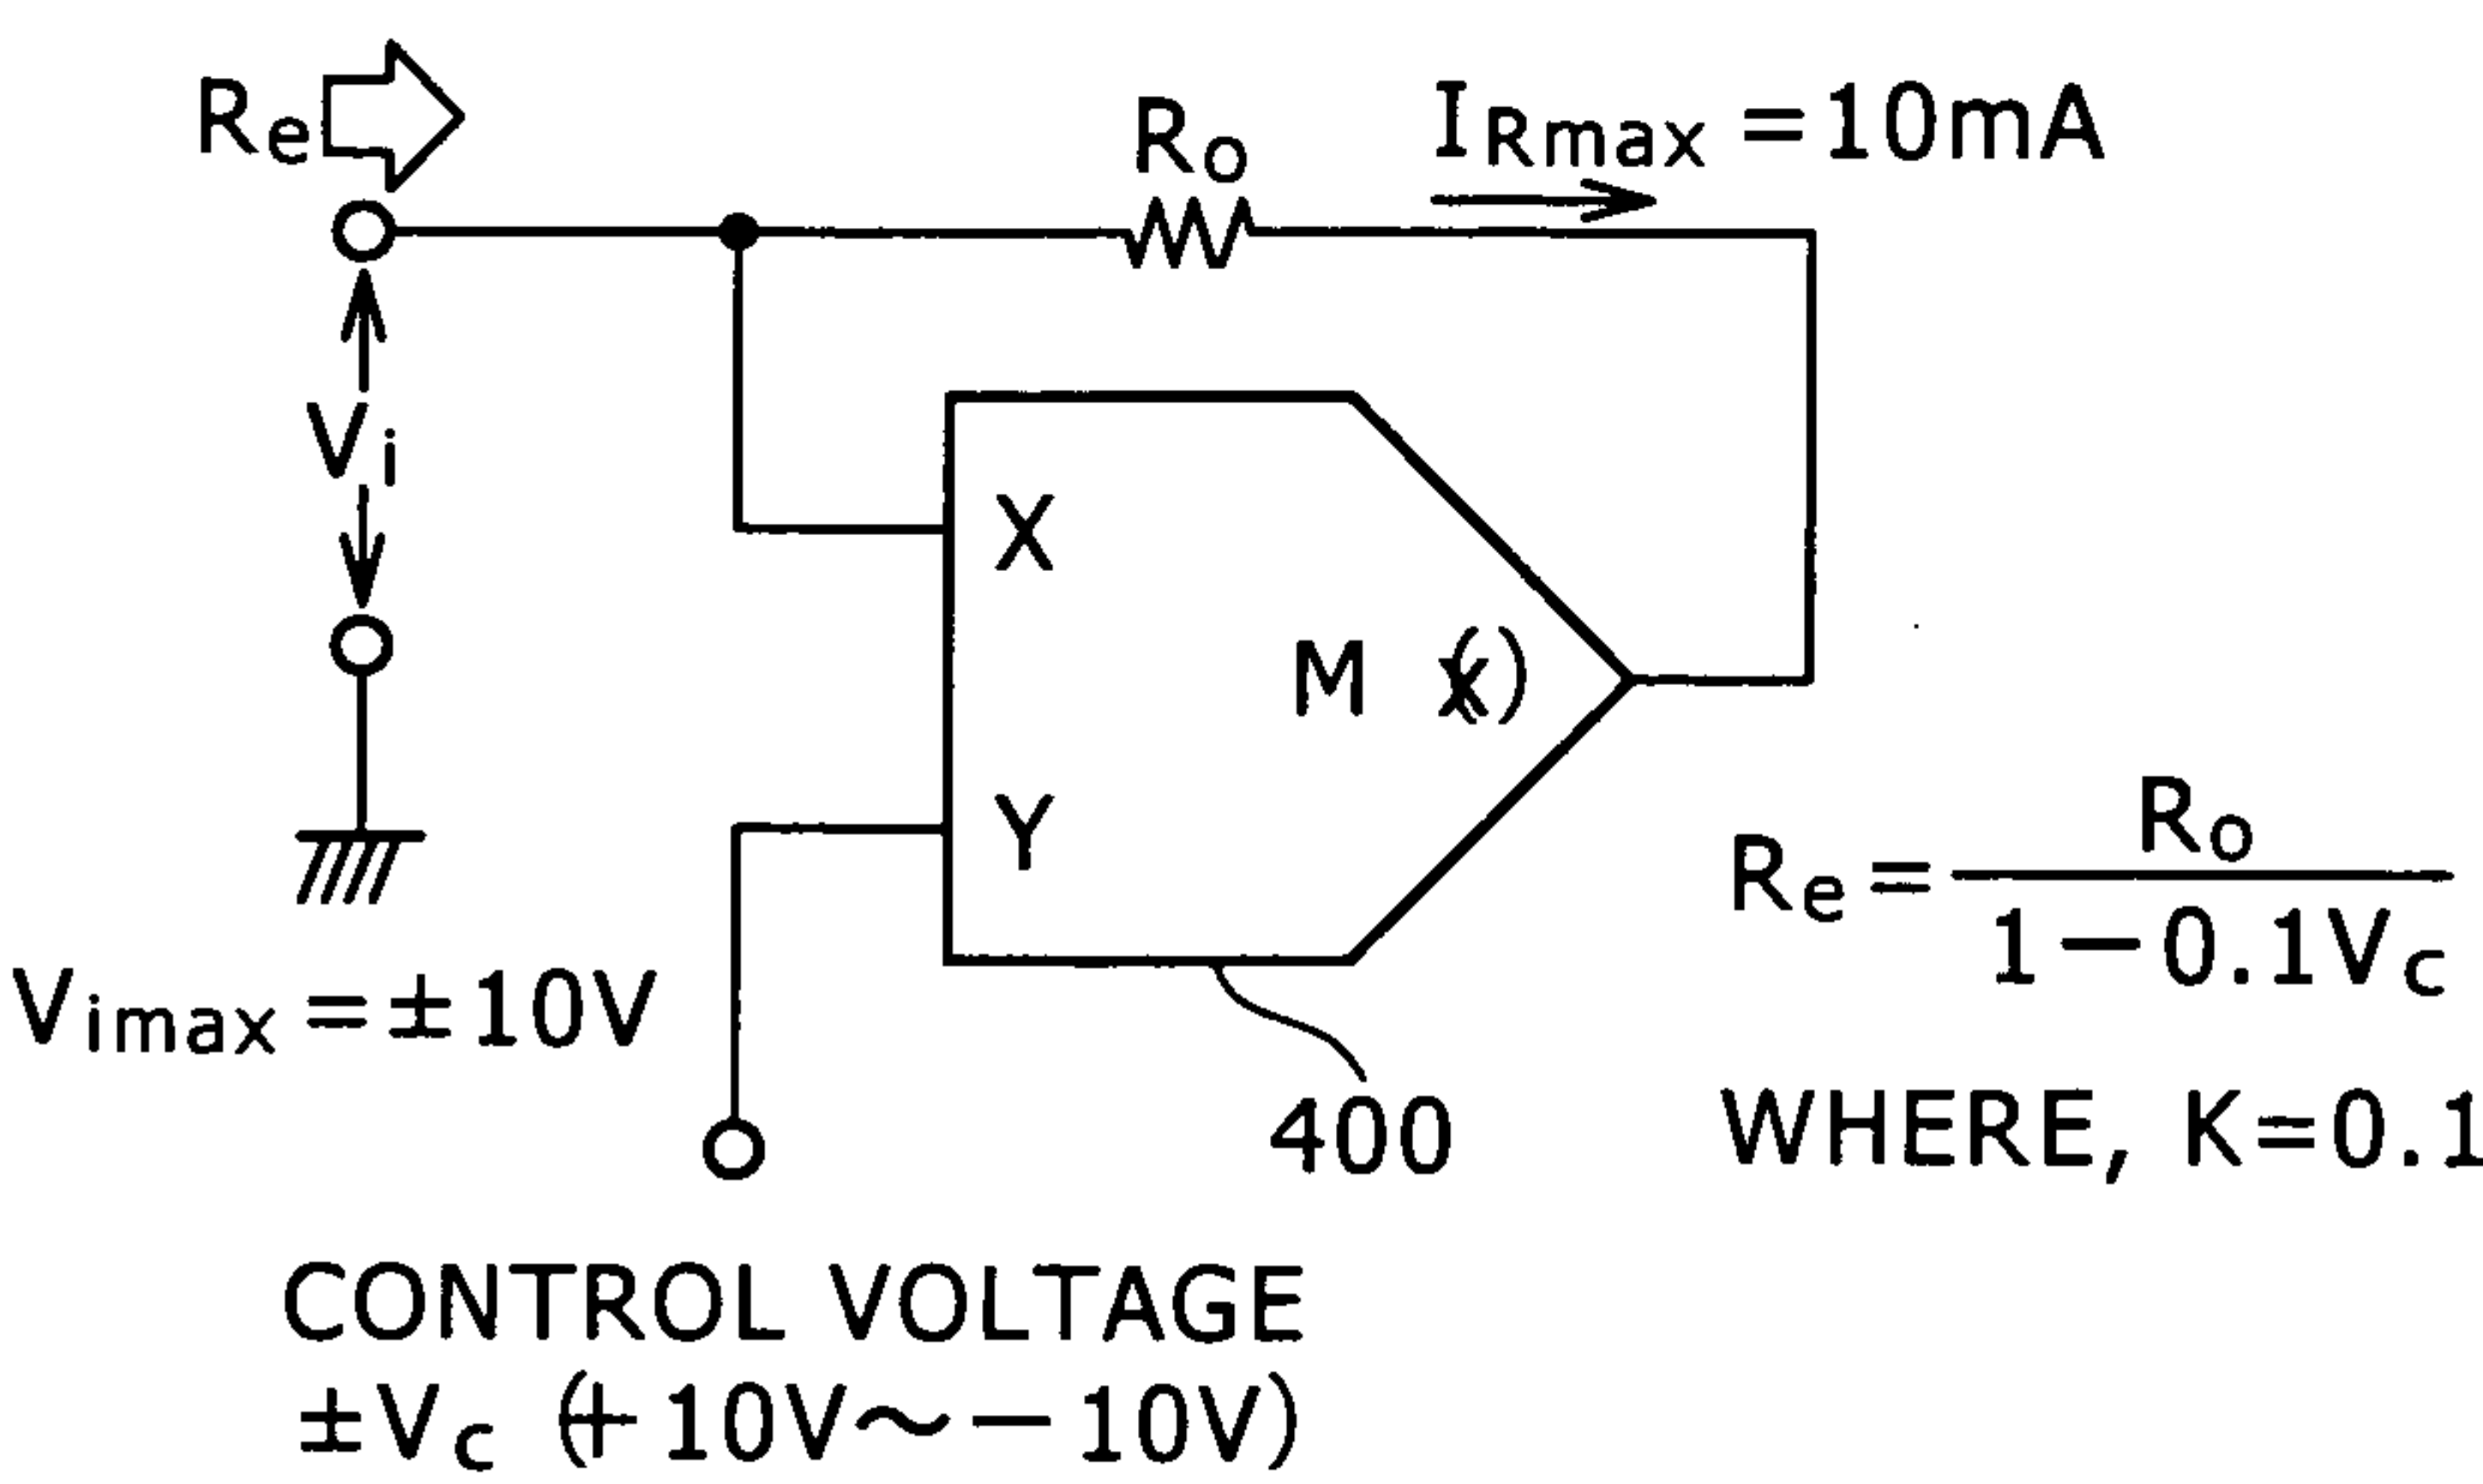 Re
Ro
IRmax=10mA
Vi
X
M (x)
Y
Re=Ro/1−0.1Vc
Vimax=±10V
400
WHERE, K=0.1
CONTROL VOLTAGE
±Vc (+10V~−10V)